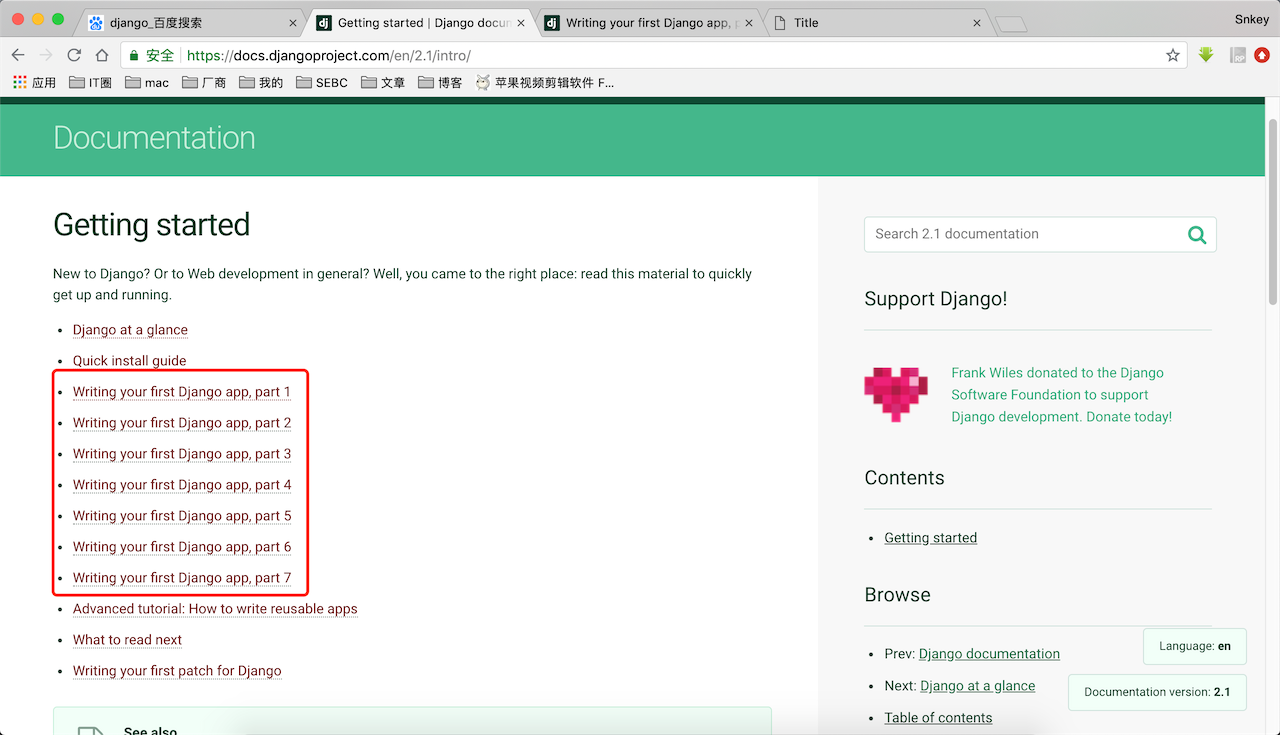 django_百度搜索
Getting started | Django docun
Writing your first Django app, p
Title
Snkey
安全
https://docs.djangoproject.com/en/2.1/intro/
应用
IT圈
mac
厂商
我的
SEBC
文章
博客
苹果视频剪辑软件 F...
RP
Documentation
Getting started
New to Django? Or to Web development in general? Well, you came to the right place: read this material to quickly
get up and running.
Django at a glance
Quick install guide
Writing your first Django app, part 1
Writing your first Django app, part 2
Writing your first Django app, part 3
Writing your first Django app, part 4
Writing your first Django app, part 5
Writing your first Django app, part 6
Writing your first Django app, part 7
Advanced tutorial: How to write reusable apps
What to read next
Writing your first patch for Django
See also
Search 2.1 documentation
Support Django!
Frank Wiles donated to the Django
Software Foundation to support
Django development. Donate today!
Contents
Getting started
Browse
Prev: Django documentation
Next: Django at a glance
Table of contents
Language: en
Documentation version: 2.1